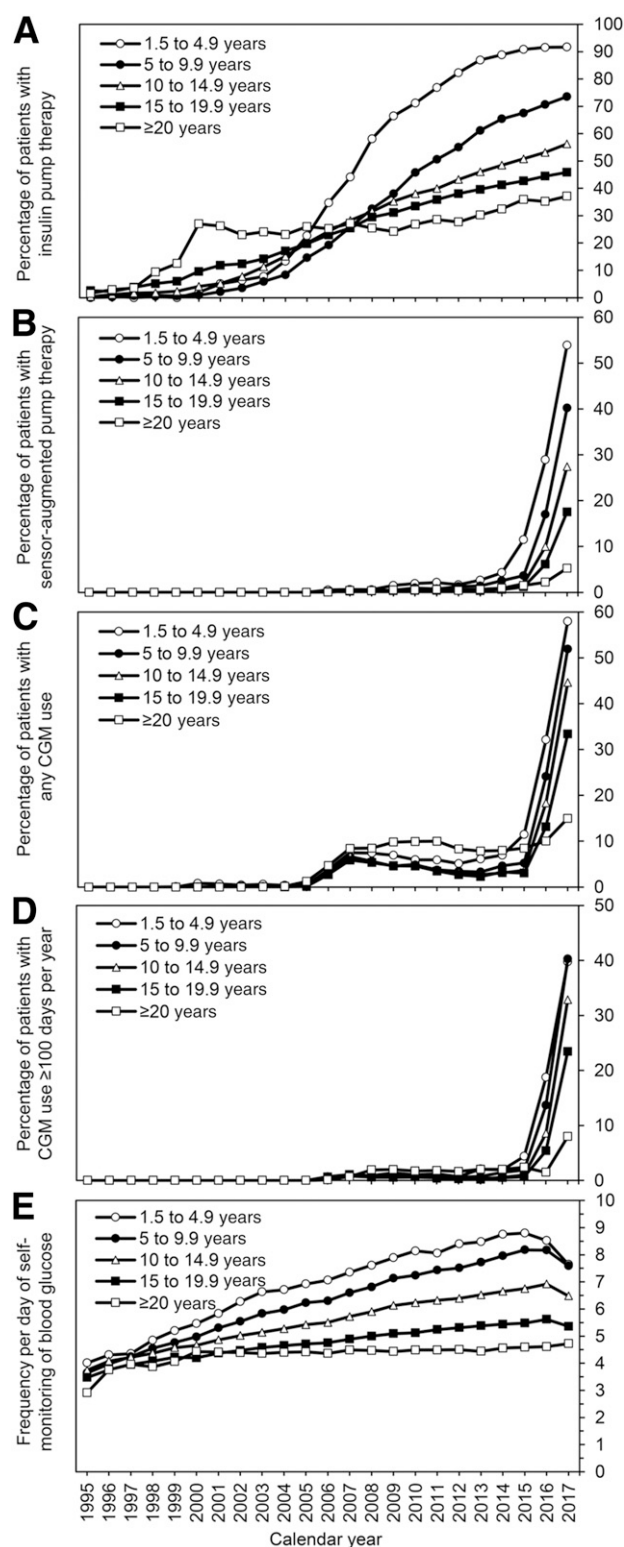 A
Percentage of patients with
insulin pump therapy
1.5 to 4.9 years
5 to 9.9 years
10 to 14.9 years
15 to 19.9 years
≥20 years
100
90
80
70
60
50
40
30
20
10
0
B
Percentage of patients with
sensor-augmented pump therapy
1.5 to 4.9 years
5 to 9.9 years
10 to 14.9 years
15 to 19.9 years
≥20 years
60
50
40
30
20
10
0
C
Percentage of patients with
any CGM use
1.5 to 4.9 years
5 to 9.9 years
10 to 14.9 years
15 to 19.9 years
≥20 years
60
50
40
30
20
10
0
D
Percentage of patients with
CGM use ≥100 days per year
1.5 to 4.9 years
5 to 9.9 years
10 to 14.9 years
15 to 19.9 years
≥20 years
50
40
30
20
10
0
E
Frequency per day of self-
monitoring of blood glucose
1.5 to 4.9 years
5 to 9.9 years
10 to 14.9 years
15 to 19.9 years
≥20 years
10
9
8
7
6
5
4
3
2
1
0
1995
1996
1997
1998
1999
2000
2001
2002
2003
2004
2005
2006
2007
2008
2009
2010
2011
2012
2013
2014
2015
2016
2017
Calendar year